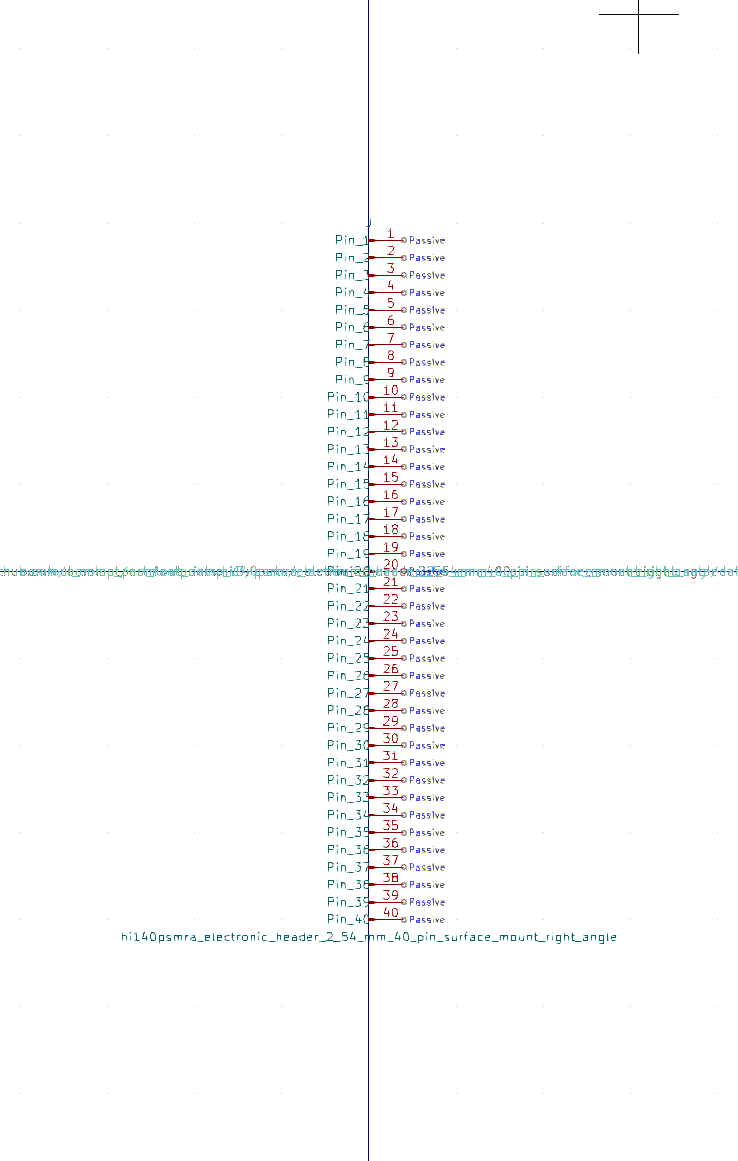 J
Pin_1 1 Passive
Pin_2 2 Passive
Pin_3 3 Passive
Pin_4 4 Passive
Pin_5 5 Passive
Pin_6 6 Passive
Pin_7 7 Passive
Pin_8 8 Passive
Pin_9 9 Passive
Pin_10 10 Passive
Pin_11 11 Passive
Pin_12 12 Passive
Pin_13 13 Passive
Pin_14 14 Passive
Pin_15 15 Passive
Pin_16 16 Passive
Pin_17 17 Passive
Pin_18 18 Passive
Pin_19 19 Passive
20
Pin_21 21 Passive
Pin_22 22 Passive
Pin_23 23 Passive
Pin_24 24 Passive
Pin_25 25 Passive
Pin_26 26 Passive
Pin_27 27 Passive
Pin_28 28 Passive
Pin_29 29 Passive
Pin_30 30 Passive
Pin_31 31 Passive
Pin_32 32 Passive
Pin_33 33 Passive
Pin_34 34 Passive
Pin_35 35 Passive
Pin_36 36 Passive
Pin_37 37 Passive
Pin_38 38 Passive
Pin_39 39 Passive
Pin_40 40 Passive
hi140psmra_electronic_header_2_54_mm_40_pin_surface_mount_right_angle